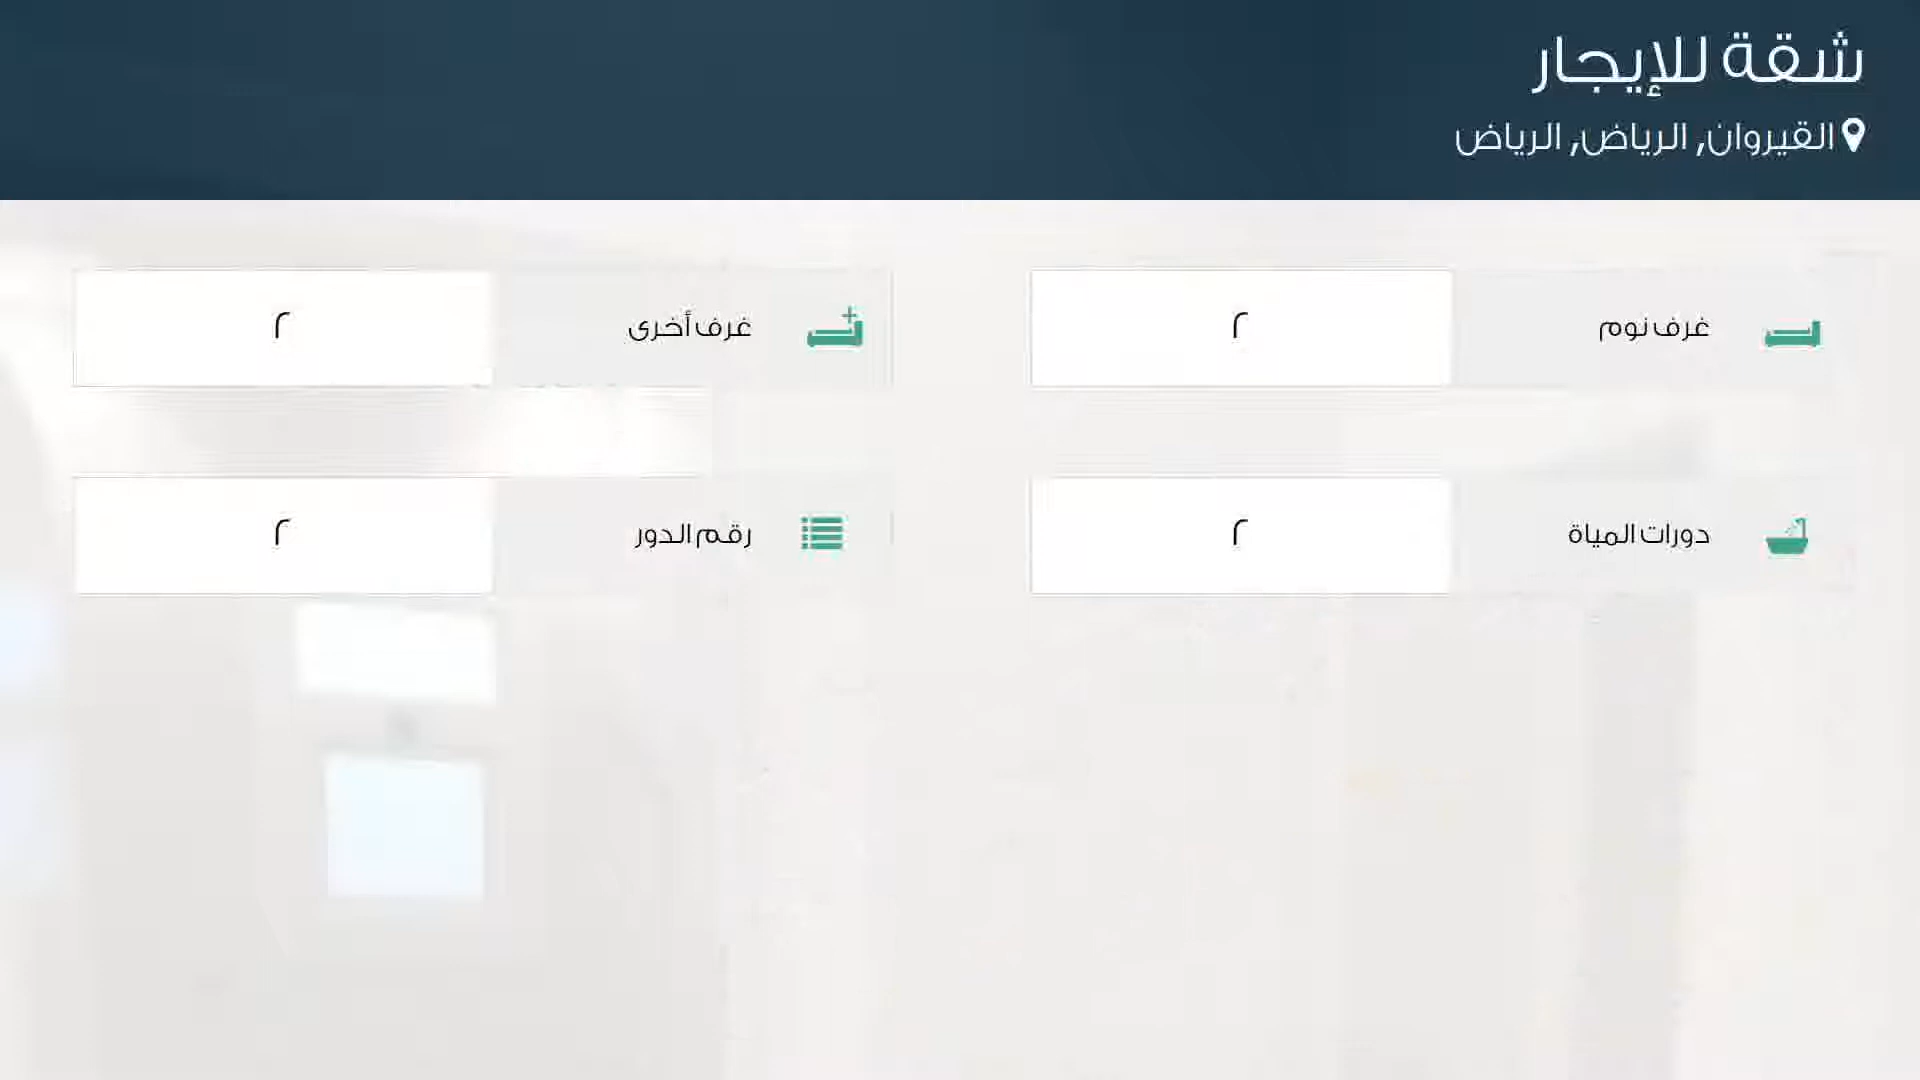 شقة للإيجار
القيروان, الرياض, الرياض
غرف نوم
٢
غرف أخرى
٢
دورات المياة
٢
رقم الدور
٢